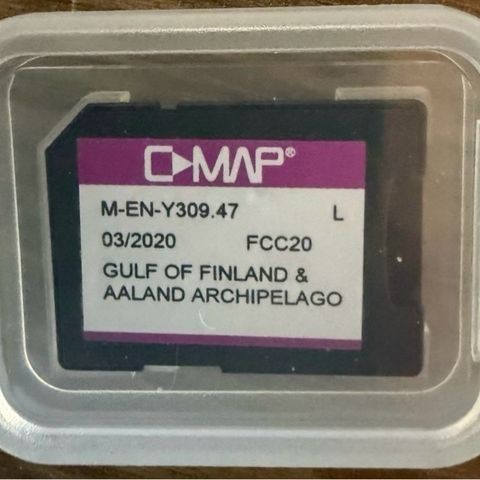 C-MAP®
M-EN-Y309.47 L
03/2020 FCC20
GULF OF FINLAND &
AALAND ARCHIPELAGO